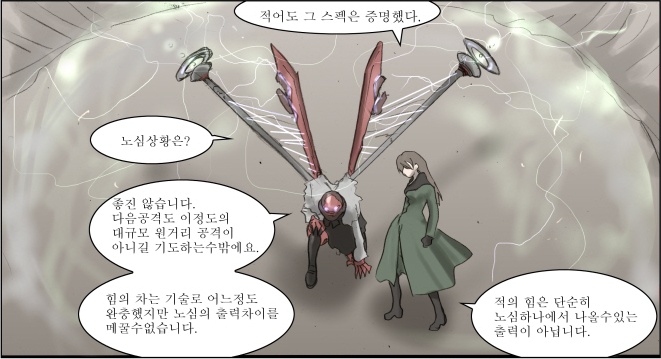 적어도 그 스펙은 증명했다.
노심상황은?
좋진 않습니다.
다음공격도 이정도의
대규모 원거리 공격이
아니길 기도하는수밖에요.
힘의 차는 기술로 어느정도
완충했지만 노심의 출력차이를
메꿀수없습니다.
적의 힘은 단순히
노심하나에서 나올수있는
출력이 아닙니다.